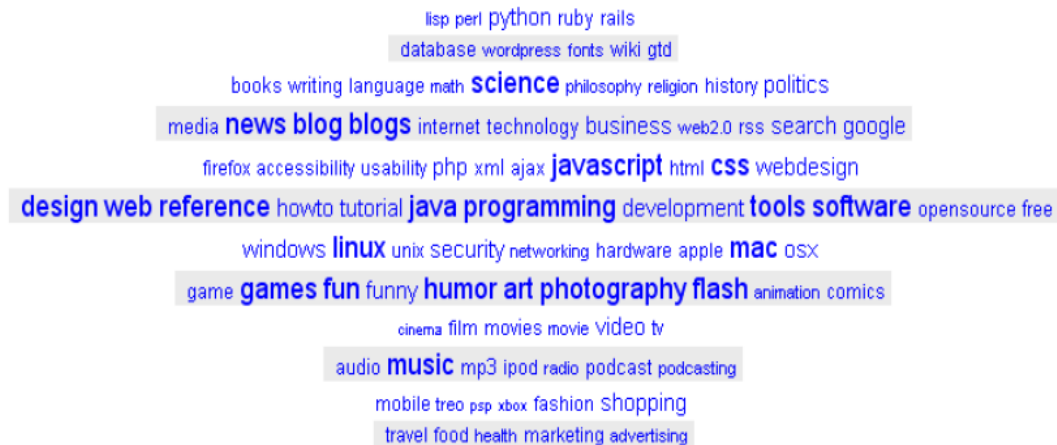 lisp perl python ruby rails
database wordpress fonts wiki gtd
books writing language math science philosophy religion history politics
media news blog blogs internet technology business web2.0 rss search google
firefox accessibility usability php xml ajax javascript html css webdesign
design web reference howto tutorial java programming development tools software opensource free
windows linux unix security networking hardware apple mac osx
game games fun funny humor art photography flash animation comics
cinema film movies movie video tv
audio music mp3 ipod radio podcast podcasting
mobile treo psp xbox fashion shopping
travel food health marketing advertising